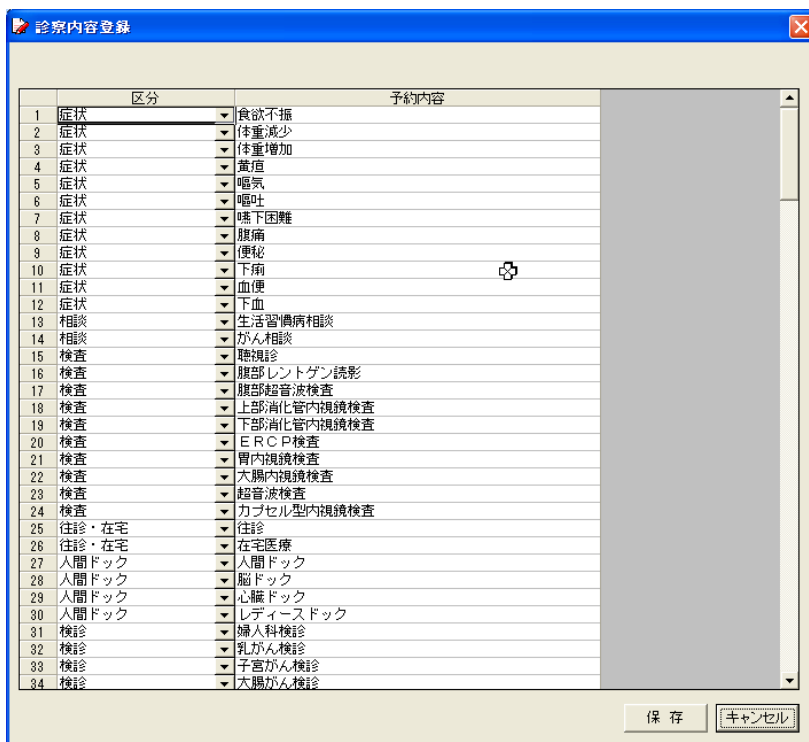 診察内容登録
区分 予約内容
1 症状 食欲不振
2 症状 体重減少
3 症状 体重増加
4 症状 黄疸
5 症状 嘔気
6 症状 嘔吐
7 症状 嚥下困難
8 症状 腹痛
9 症状 便秘
10 症状 下痢
11 症状 血便
12 症状 下血
13 相談 生活習慣病相談
14 相談 がん相談
15 検査 聴視診
16 検査 腹部レントゲン読影
17 検査 腹部超音波検査
18 検査 上部消化管内視鏡検査
19 検査 下部消化管内視鏡検査
20 検査 ERCP検査
21 検査 胃内視鏡検査
22 検査 大腸内視鏡検査
23 検査 超音波検査
24 検査 カプセル型内視鏡検査
25 往診・在宅 往診
26 往診・在宅 在宅医療
27 人間ドック 人間ドック
28 人間ドック 脳ドック
29 人間ドック 心臓ドック
30 人間ドック レディースドック
31 検診 婦人科検診
32 検診 乳がん検診
33 検診 子宮がん検診
34 検診 大腸がん検診
保存 キャンセル